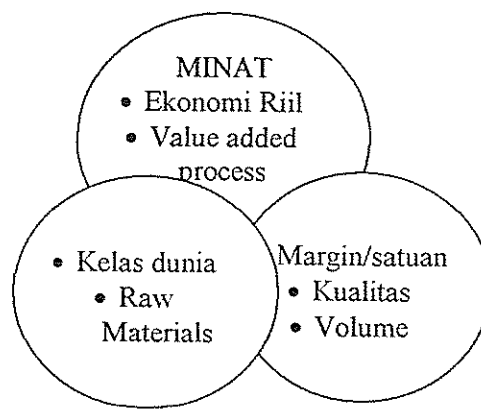 MINAT
• Ekonomi Riil
• Value added
process
• Kelas dunia
• Raw
Materials
Margin/satuan
• Kualitas
• Volume